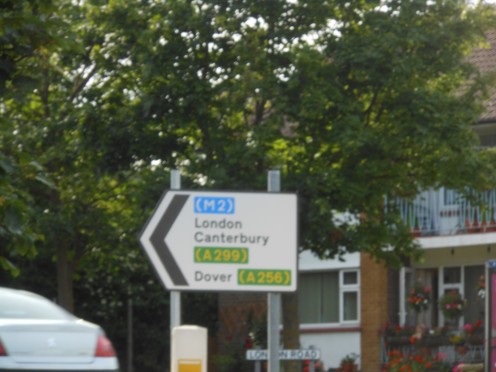 (M2)
London
Canterbury
(A299)
Dover (A256)
LONDON ROAD